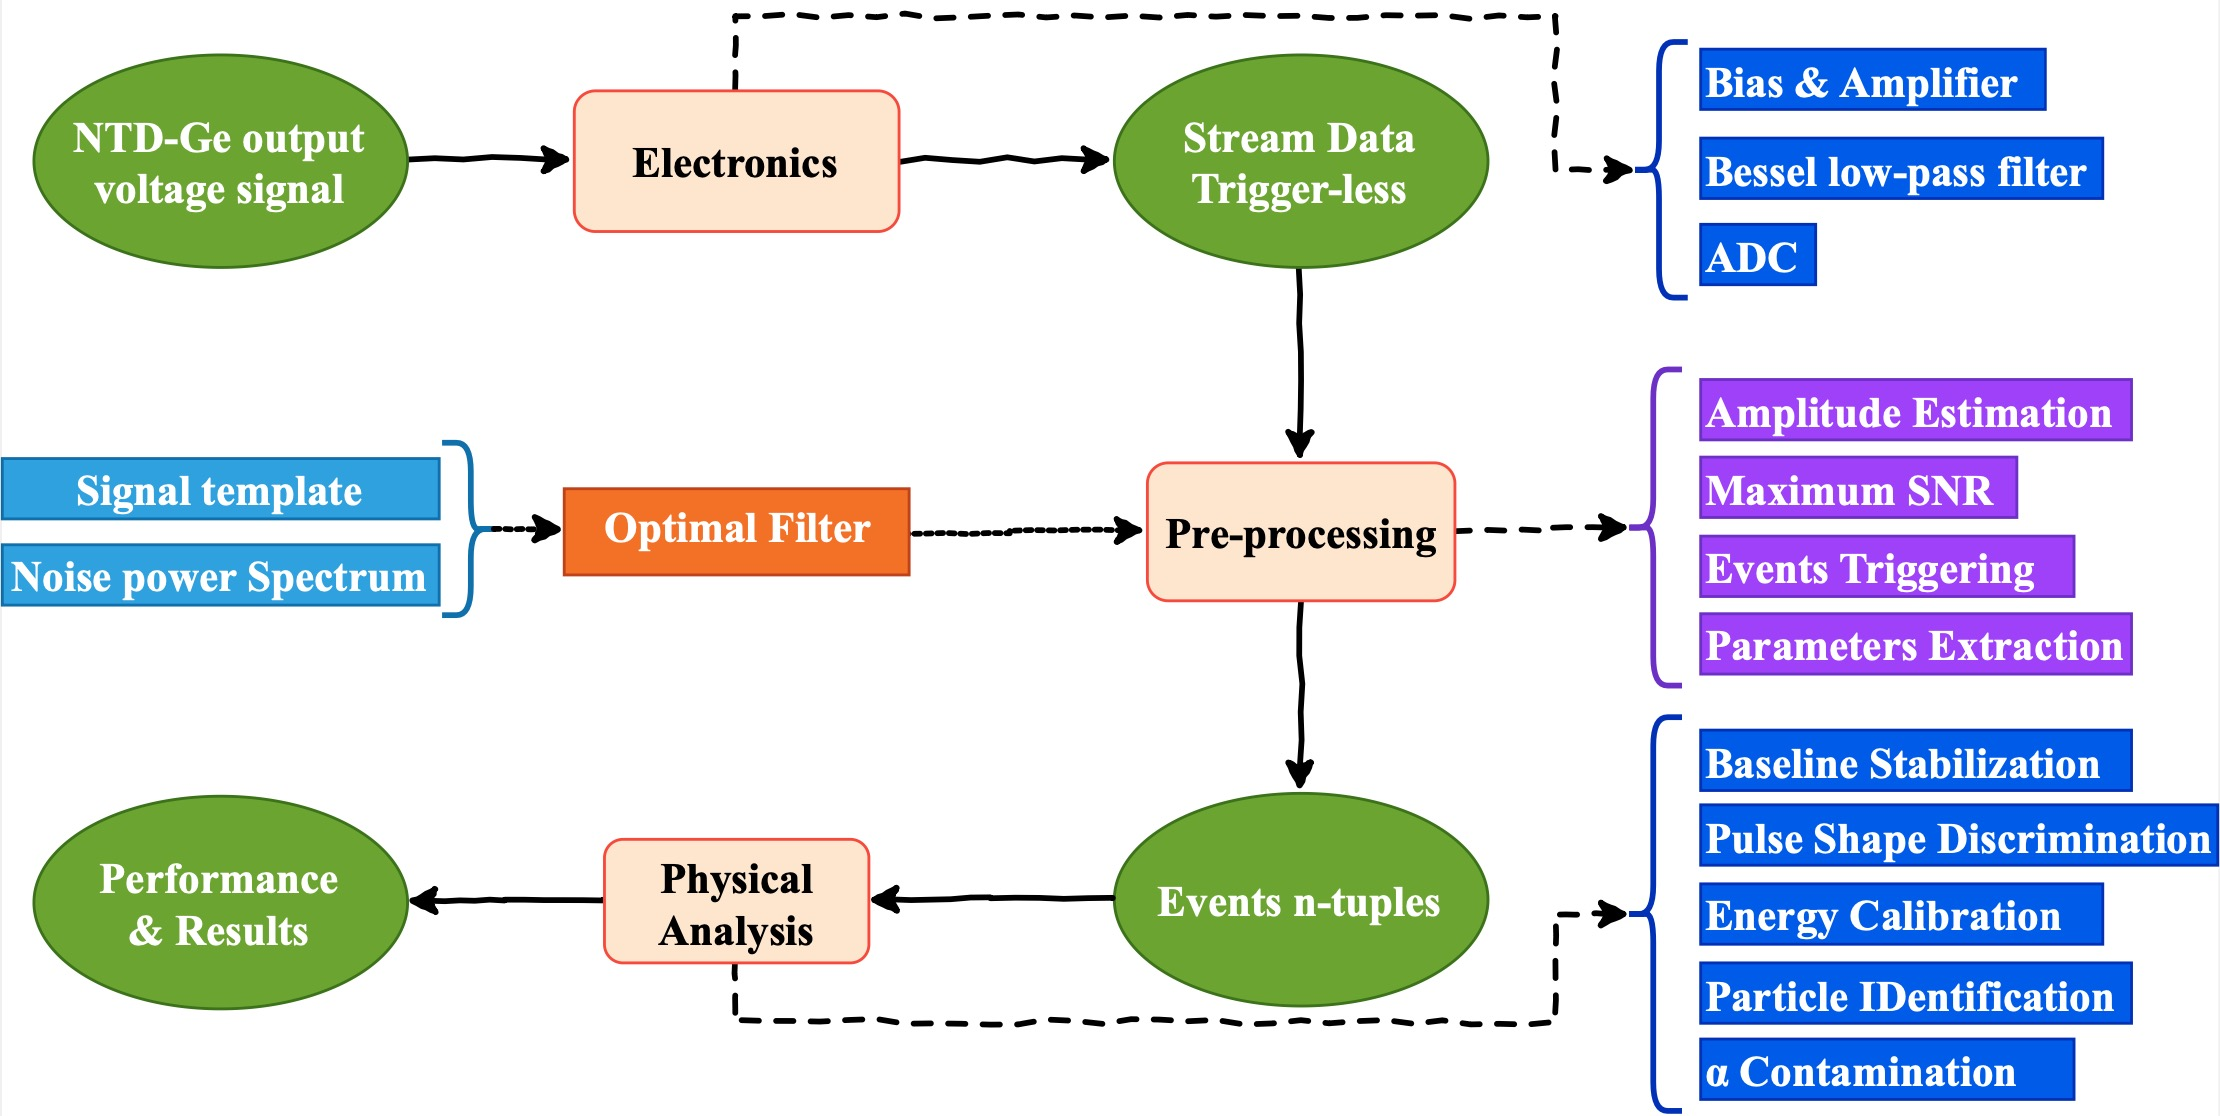 NTD-Ge output
voltage signal
Electronics
Stream Data
Trigger-less
Bias & Amplifier
Bessel low-pass filter
ADC
Signal template
Noise power Spectrum
Optimal Filter
Pre-processing
Amplitude Estimation
Maximum SNR
Events Triggering
Parameters Extraction
Performance
& Results
Physical
Analysis
Events n-tuples
Baseline Stabilization
Pulse Shape Discrimination
Energy Calibration
Particle IDentification
α Contamination